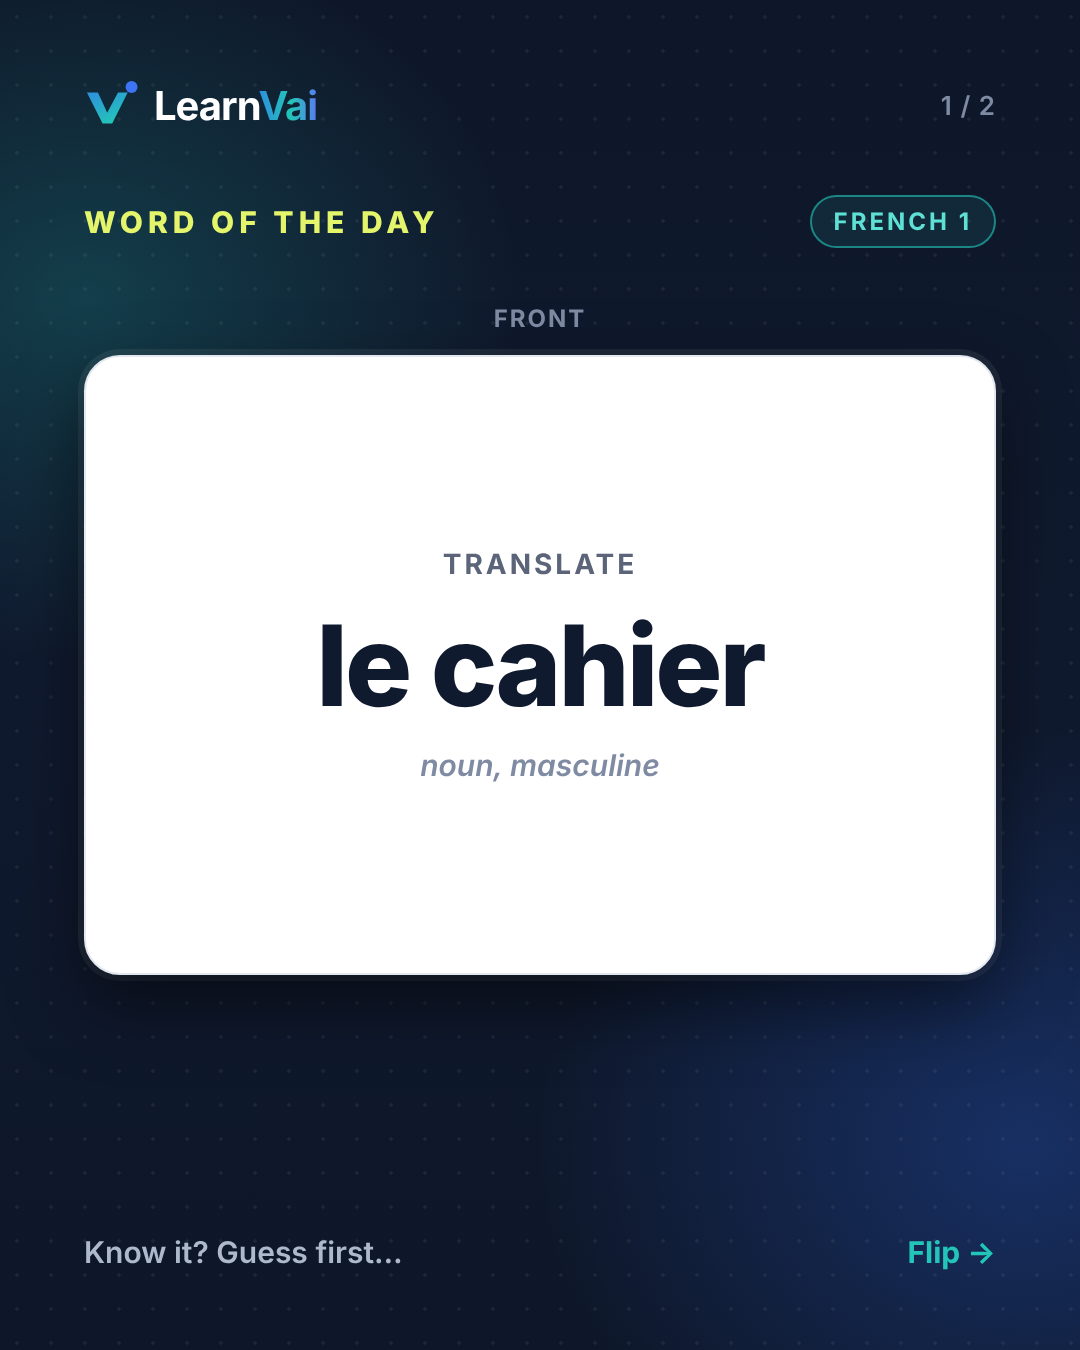 LearnVai
1 / 2
WORD OF THE DAY
FRENCH 1
FRONT
TRANSLATE
le cahier
noun, masculine
Know it? Guess first...
Flip →